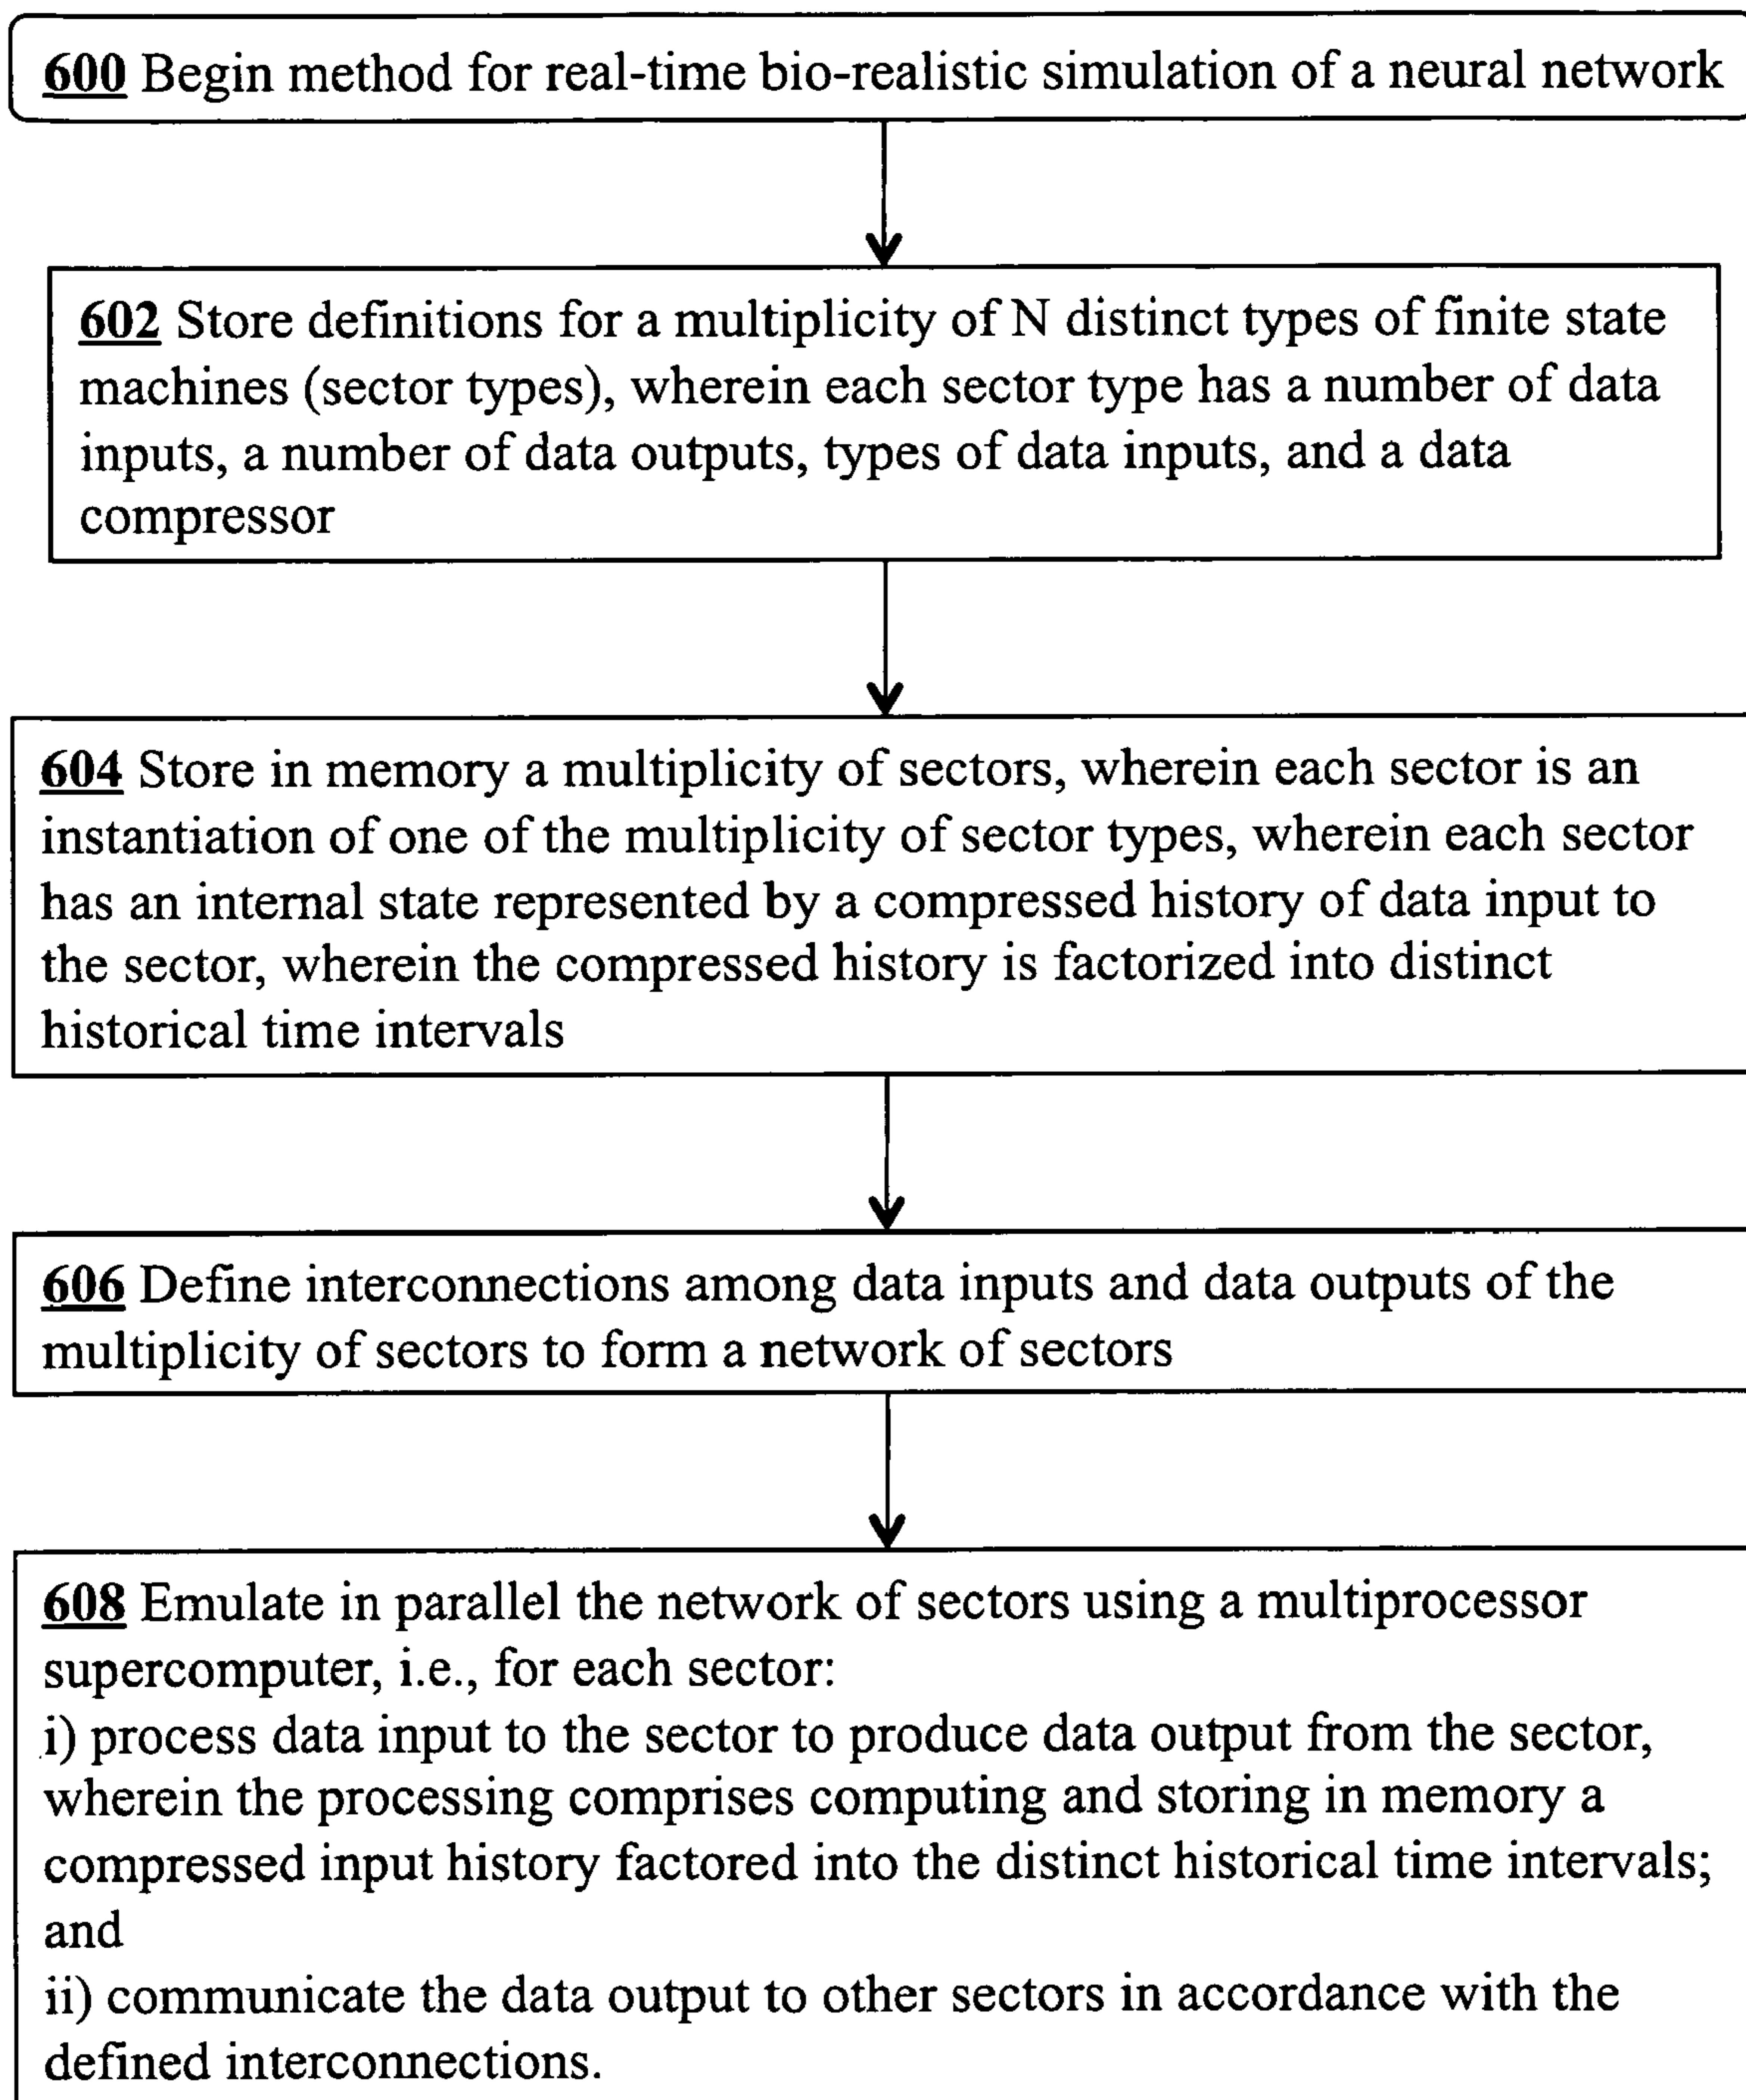 600 Begin method for real-time bio-realistic simulation of a neural network
602 Store definitions for a multiplicity of N distinct types of finite state
machines (sector types), wherein each sector type has a number of data
inputs, a number of data outputs, types of data inputs, and a data
compressor
604 Store in memory a multiplicity of sectors, wherein each sector is an
instantiation of one of the multiplicity of sector types, wherein each sector
has an internal state represented by a compressed history of data input to
the sector, wherein the compressed history is factorized into distinct
historical time intervals
606 Define interconnections among data inputs and data outputs of the
multiplicity of sectors to form a network of sectors
608 Emulate in parallel the network of sectors using a multiprocessor
supercomputer, i.e., for each sector:
i) process data input to the sector to produce data output from the sector,
wherein the processing comprises computing and storing in memory a
compressed input history factored into the distinct historical time intervals;
and
ii) communicate the data output to other sectors in accordance with the
defined interconnections.